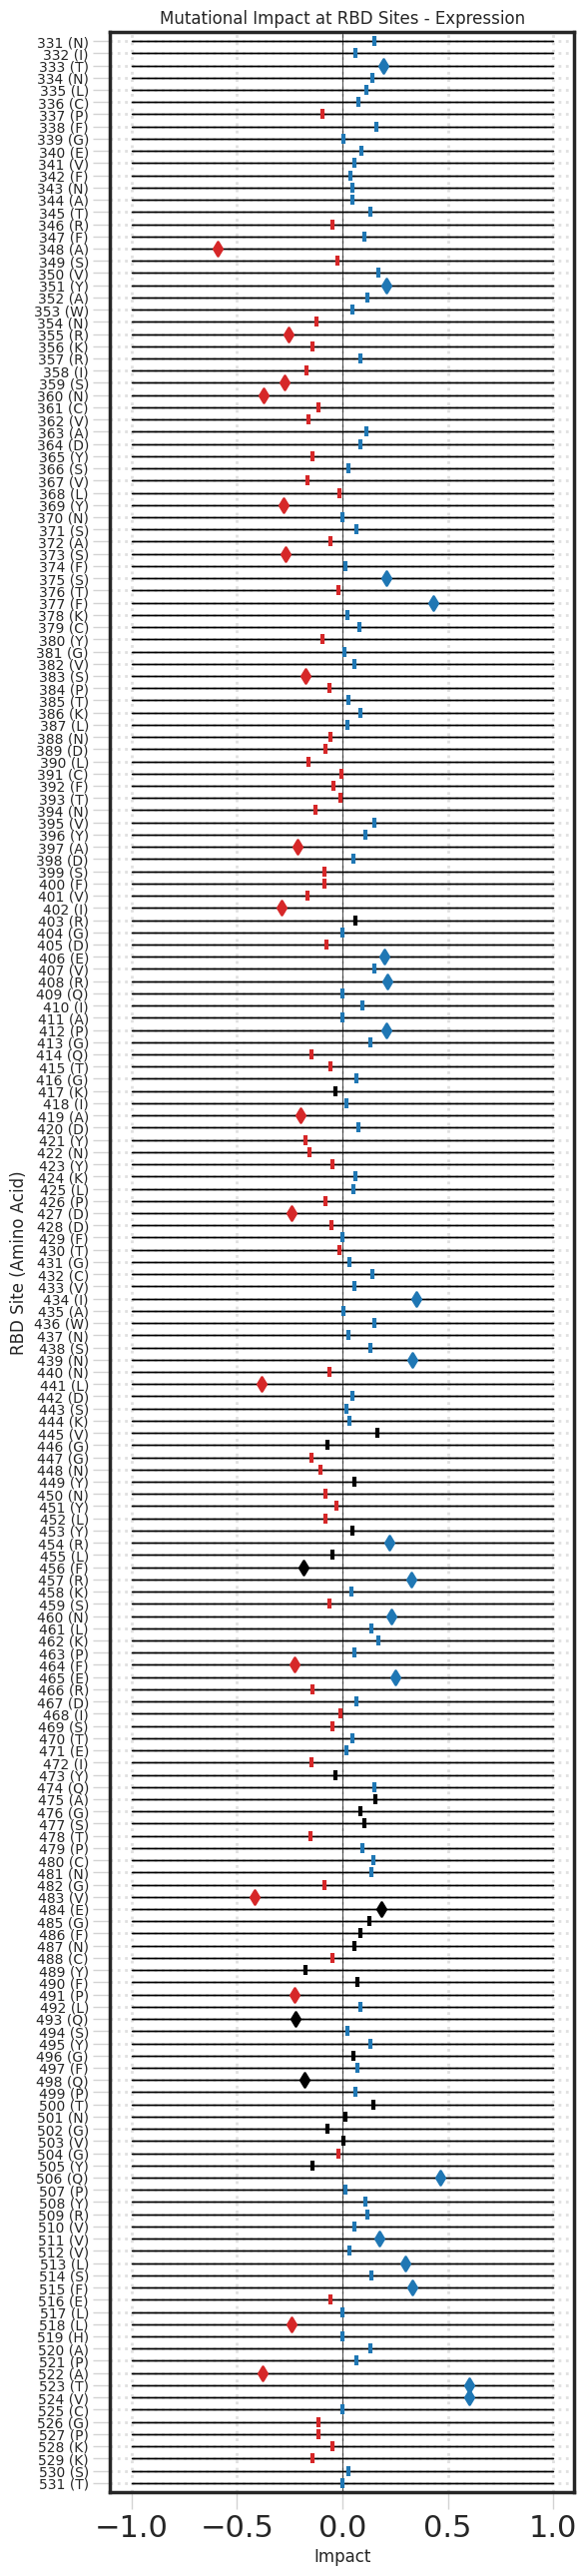 Mutational Impact at RBD Sites - Expression
331 (N)
332 (I)
333 (T)
334 (N)
335 (L)
336 (C)
337 (P)
338 (F)
339 (G)
340 (E)
341 (V)
342 (F)
343 (N)
344 (A)
345 (T)
346 (R)
347 (F)
348 (A)
349 (S)
350 (V)
351 (Y)
352 (A)
353 (W)
354 (N)
355 (R)
356 (K)
357 (R)
358 (I)
359 (S)
360 (N)
361 (C)
362 (V)
363 (A)
364 (D)
365 (Y)
366 (S)
367 (V)
368 (L)
369 (Y)
370 (N)
371 (S)
372 (A)
373 (S)
374 (F)
375 (S)
376 (T)
377 (F)
378 (K)
379 (C)
380 (Y)
381 (G)
382 (V)
383 (S)
384 (P)
385 (T)
386 (K)
387 (L)
388 (N)
389 (D)
390 (L)
391 (C)
392 (F)
393 (T)
394 (N)
395 (V)
396 (Y)
397 (A)
398 (D)
399 (S)
400 (F)
401 (V)
402 (I)
403 (R)
404 (G)
405 (D)
406 (E)
407 (V)
408 (R)
409 (Q)
410 (I)
411 (A)
412 (P)
413 (G)
414 (Q)
415 (T)
416 (G)
417 (K)
418 (I)
419 (A)
420 (D)
421 (Y)
422 (N)
423 (Y)
424 (K)
425 (L)
426 (P)
427 (D)
428 (D)
429 (F)
430 (T)
431 (G)
432 (C)
433 (V)
434 (I)
435 (A)
436 (W)
437 (N)
438 (S)
439 (N)
440 (N)
441 (L)
442 (D)
443 (S)
444 (K)
445 (V)
446 (G)
447 (G)
448 (N)
449 (Y)
450 (N)
451 (Y)
452 (L)
453 (Y)
454 (R)
455 (L)
456 (F)
457 (R)
458 (K)
459 (S)
460 (N)
461 (L)
462 (K)
463 (P)
464 (F)
465 (E)
466 (R)
467 (D)
468 (I)
469 (S)
470 (T)
471 (E)
472 (I)
473 (Y)
474 (Q)
475 (A)
476 (G)
477 (S)
478 (T)
479 (P)
480 (C)
481 (N)
482 (G)
483 (V)
484 (E)
485 (G)
486 (F)
487 (N)
488 (C)
489 (Y)
490 (F)
491 (P)
492 (L)
493 (Q)
494 (S)
495 (Y)
496 (G)
497 (F)
498 (Q)
499 (P)
500 (T)
501 (N)
502 (G)
503 (V)
504 (G)
505 (Y)
506 (Q)
507 (P)
508 (Y)
509 (R)
510 (V)
511 (V)
512 (V)
513 (L)
514 (S)
515 (F)
516 (E)
517 (L)
518 (L)
519 (H)
520 (A)
521 (P)
522 (A)
523 (T)
524 (V)
525 (C)
526 (G)
527 (P)
528 (K)
529 (K)
530 (S)
531 (T)
RBD Site (Amino Acid)
−1.0 −0.5 0.0 0.5 1.0
Impact